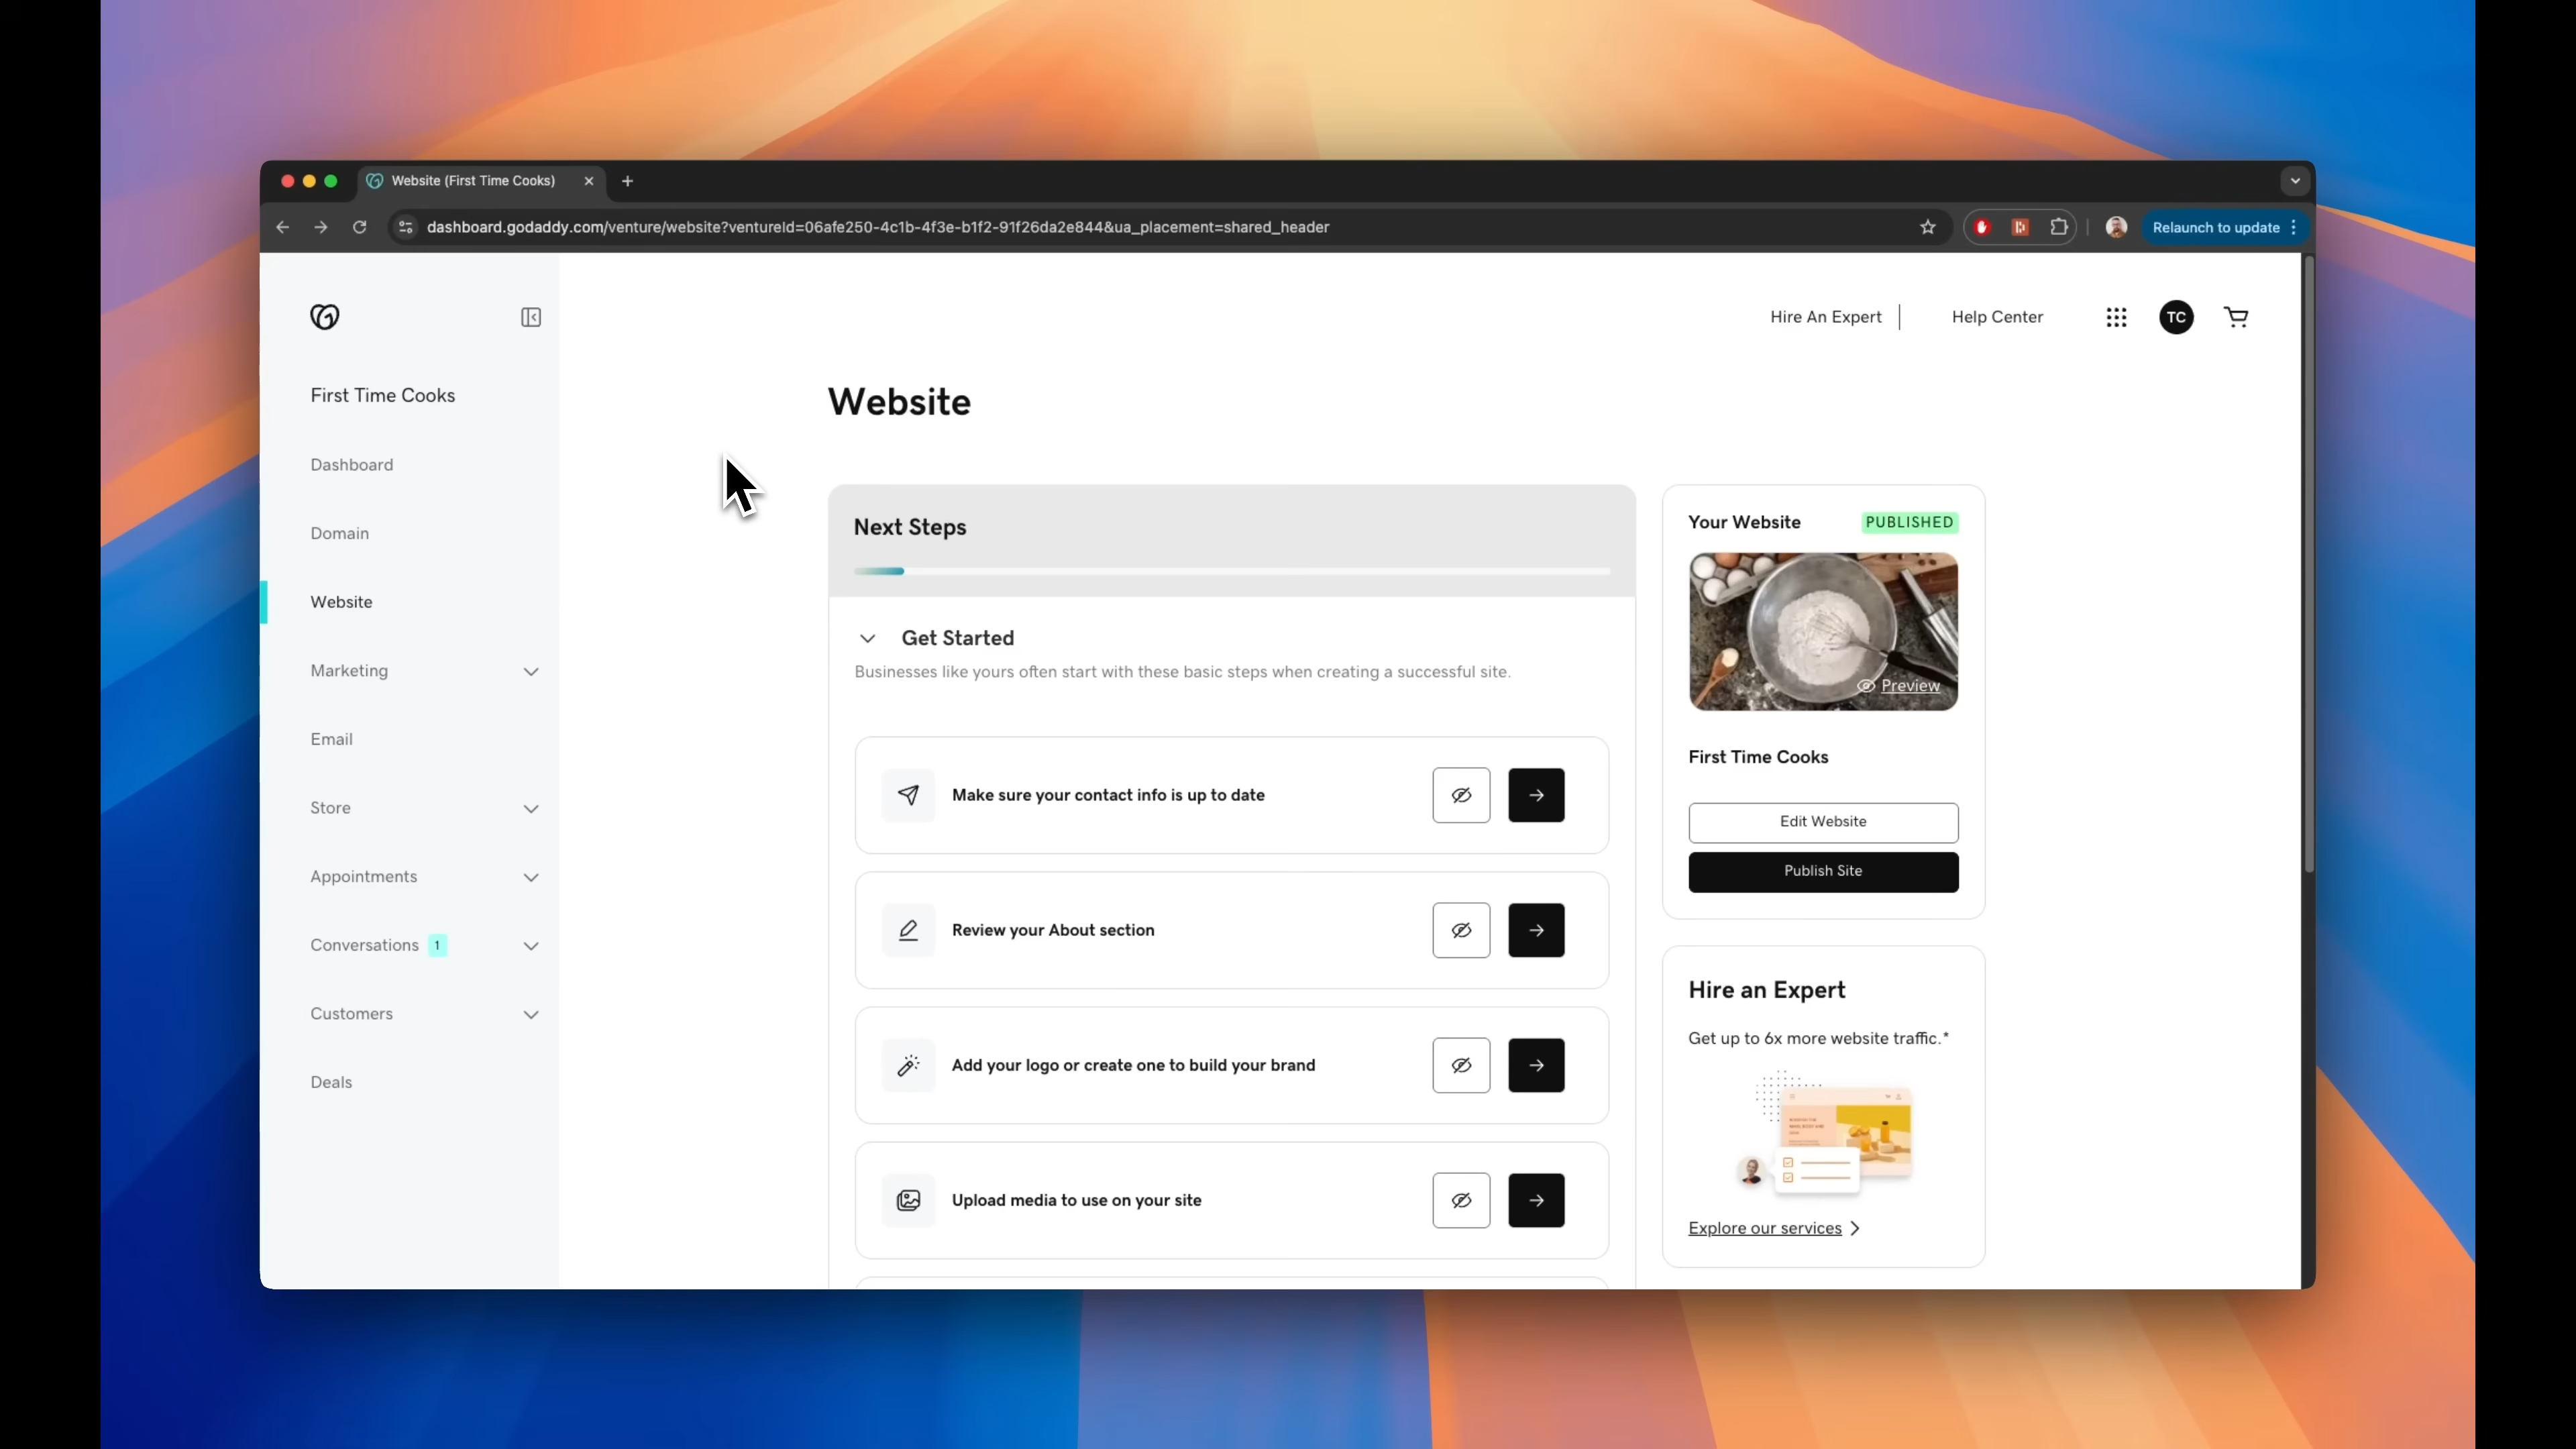 Website (First Time Cooks)
dashboard.godaddy.com/venture/website?ventureId=06afe250-4c1b-4f3e-b1f2-91f26da2e844&ua_placement=shared_header
Relaunch to update
Hire An Expert
Help Center
TC
First Time Cooks
Dashboard
Domain
Website
Marketing
Email
Store
Appointments
Conversations 1
Customers
Deals
Website
Next Steps
Get Started
Businesses like yours often start with these basic steps when creating a successful site.
Make sure your contact info is up to date
Review your About section
Add your logo or create one to build your brand
Upload media to use on your site
Your Website
PUBLISHED
Preview
First Time Cooks
Edit Website
Publish Site
Hire an Expert
Get up to 6x more website traffic.*
Explore our services